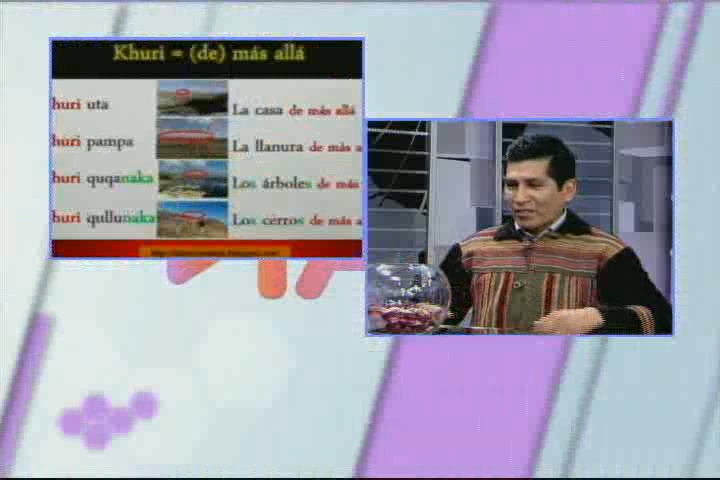 Khuri = (de) más allá
huri uta
La casa de más allá
huri pampa
La llanura de más a
huri quqanaka
Los árboles de más
huri qullunaka
Los cerros de más a